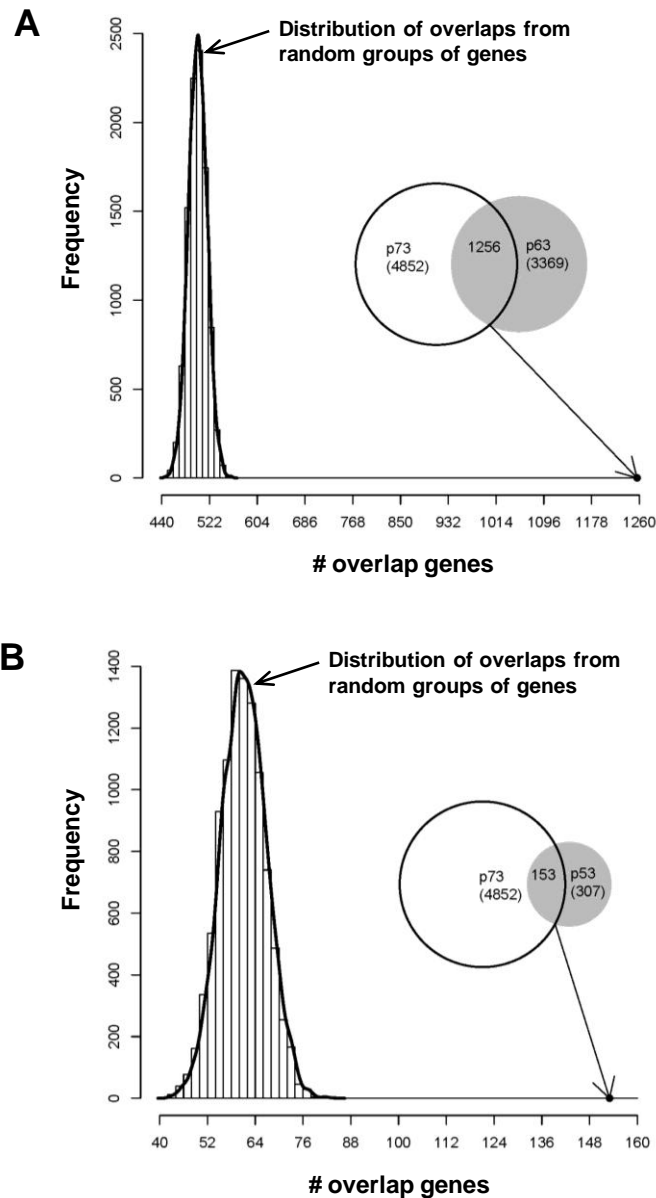 A
Distribution of overlaps from
random groups of genes
Frequency
2500
2000
1500
1000
500
0
p73
(4852)
1256
p63
(3369)
440 522 604 686 768 850 932 1014 1096 1178 1260
# overlap genes
B
Distribution of overlaps from
random groups of genes
Frequency
1400
1200
1000
800
600
400
200
0
p73
(4852)
153
p53
(307)
40 52 64 76 88 100 112 124 136 148 160
# overlap genes